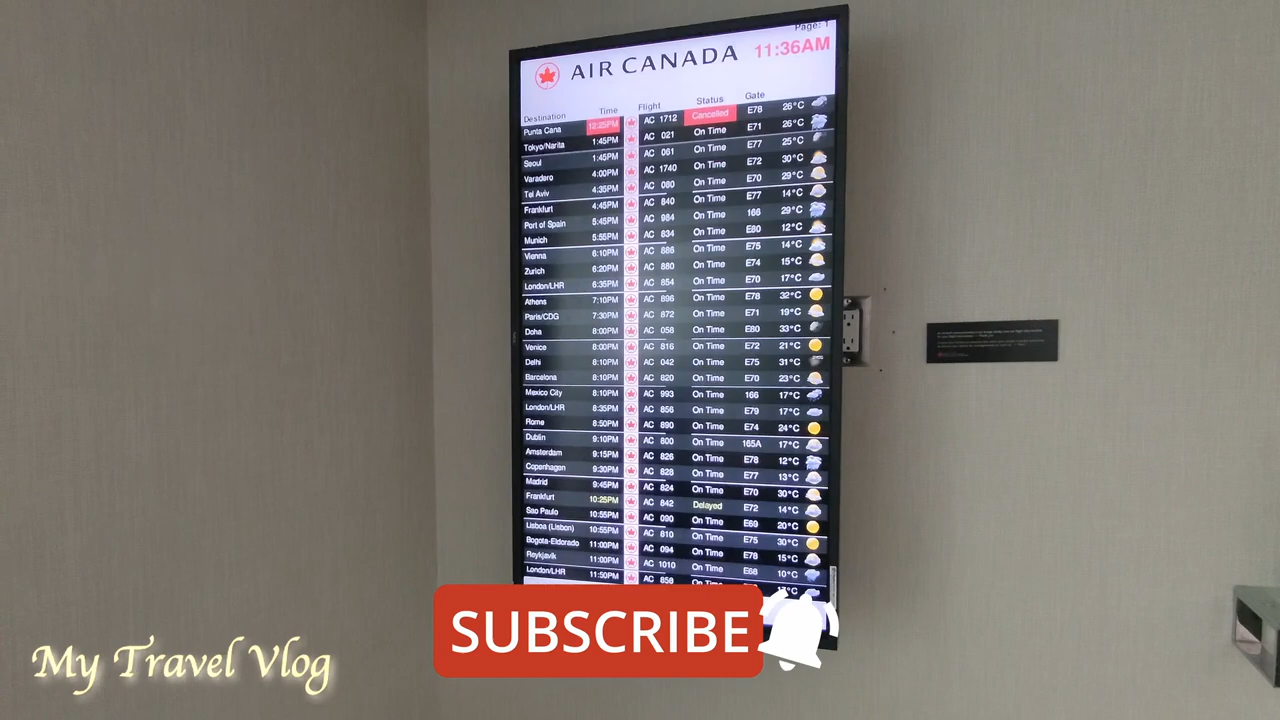 Page: 1
AIR CANADA 11:36AM
Destination Time Flight Status Gate
Punta Cana 12:25PM AC 1712 Cancelled E78 26°C
Tokyo/Narita 1:45PM AC 021 On Time E71 26°C
Seoul 1:45PM AC 061 On Time E77 25°C
Varadero 4:00PM AC 1740 On Time E72 30°C
Tel Aviv 4:35PM AC 080 On Time E70 29°C
Frankfurt 4:45PM AC 840 On Time E77 14°C
Port of Spain 5:45PM AC 984 On Time 166 29°C
Munich 5:55PM AC 834 On Time E80 12°C
Vienna 6:10PM AC 886 On Time E75 14°C
Zurich 6:20PM AC 880 On Time E74 15°C
London/LHR 6:35PM AC 854 On Time E70 17°C
Athens 7:10PM AC 896 On Time E78 32°C
Paris/CDG 7:30PM AC 872 On Time E71 19°C
Doha 8:00PM AC 058 On Time E80 33°C
Venice 8:00PM AC 816 On Time E72 21°C
Delhi 8:10PM AC 042 On Time E75 31°C
Barcelona 8:10PM AC 820 On Time E70 23°C
Mexico City 8:10PM AC 993 On Time 166 17°C
London/LHR 8:35PM AC 856 On Time E79 17°C
Rome 8:50PM AC 890 On Time E74 24°C
Dublin 9:10PM AC 800 On Time 165A 17°C
Amsterdam 9:15PM AC 826 On Time E78 12°C
Copenhagen 9:30PM AC 828 On Time E77 13°C
Madrid 9:45PM AC 824 On Time E70 30°C
Frankfurt 10:25PM AC 842 Delayed E72 14°C
Sao Paulo 10:55PM AC 090 On Time E69 20°C
Lisboa (Lisbon) 10:55PM AC 810 On Time E75 30°C
Bogota-Eldorado 11:00PM AC 094 On Time E78 15°C
Reykjavik 11:00PM AC 1010 On Time E68 10°C
London/LHR 11:50PM AC 858 On Time 17°C
SUBSCRIBE
My Travel Vlog